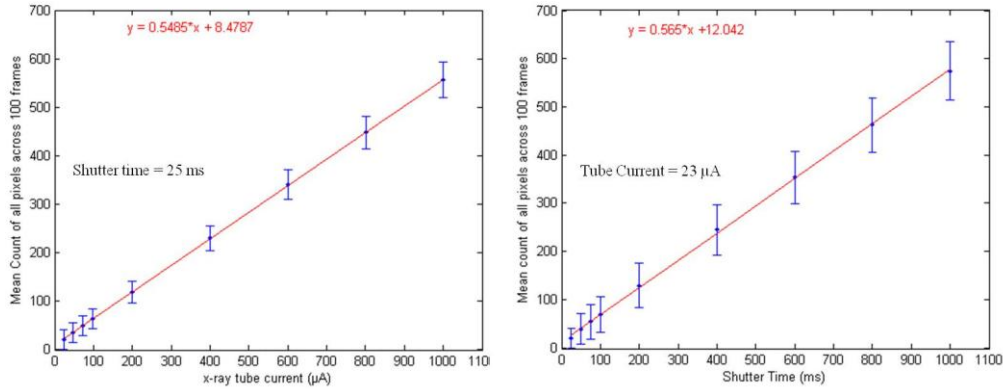 y = 0.5485*x + 8.4787
Mean Count of all pixels across 100 frames
700
600
500
400
300
200
100
0
Shutter time = 25 ms
0 100 200 300 400 500 600 700 800 900 1000 1100
x-ray tube current (µA)
y = 0.565*x +12.042
Mean count of all pixels across 100 frames
700
600
500
400
300
200
100
0
Tube Current = 23 µA
0 100 200 300 400 500 600 700 800 900 1000 1100
Shutter Time (ms)